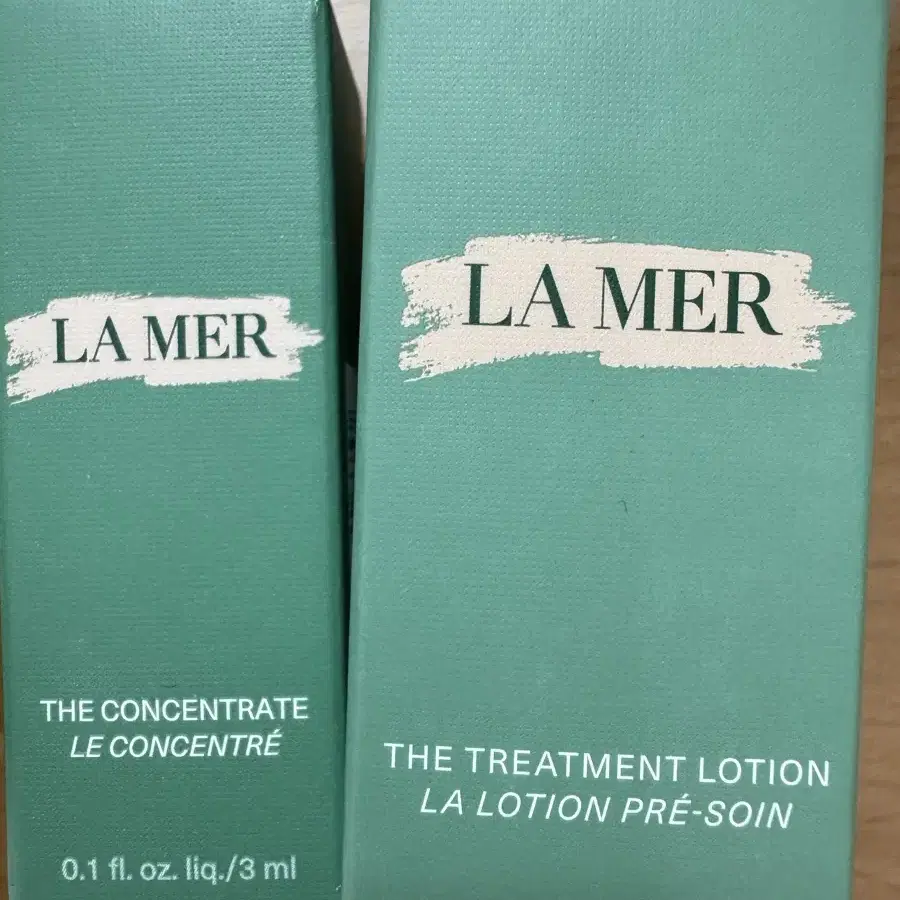 LA MER
THE CONCENTRATE
LE CONCENTRÉ
0.1 fl. oz. liq./3 ml
LA MER
THE TREATMENT LOTION
LA LOTION PRÉ-SOIN